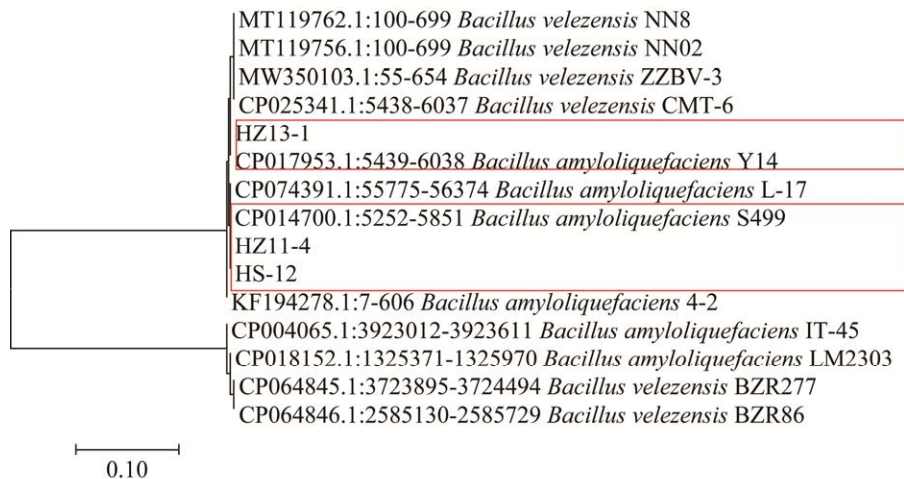 MT119762.1:100-699 Bacillus velezensis NN8
MT119756.1:100-699 Bacillus velezensis NN02
MW350103.1:55-654 Bacillus velezensis ZZBV-3
CP025341.1:5438-6037 Bacillus velezensis CMT-6
HZ13-1
CP017953.1:5439-6038 Bacillus amyloliquefaciens Y14
CP074391.1:55775-56374 Bacillus amyloliquefaciens L-17
CP014700.1:5252-5851 Bacillus amyloliquefaciens S499
HZ11-4
HS-12
KF194278.1:7-606 Bacillus amyloliquefaciens 4-2
CP004065.1:3923012-3923611 Bacillus amyloliquefaciens IT-45
CP018152.1:1325371-1325970 Bacillus amyloliquefaciens LM2303
CP064845.1:3723895-3724494 Bacillus velezensis BZR277
CP064846.1:2585130-2585729 Bacillus velezensis BZR86
0.10